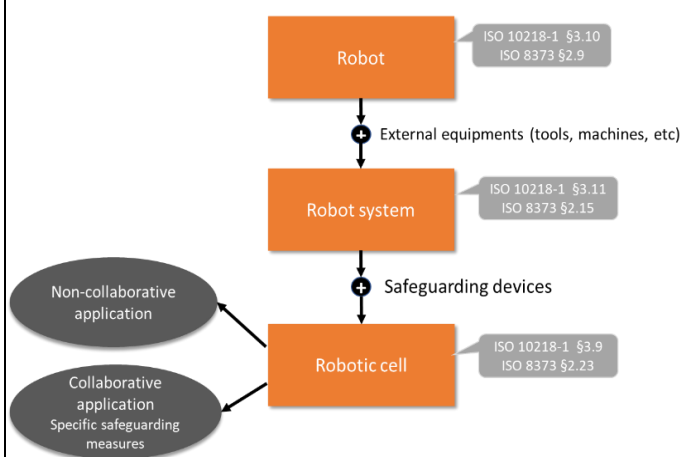 Robot
ISO 10218-1 §3.10
ISO 8373 §2.9
+
External equipments (tools, machines, etc)
Robot system
ISO 10218-1 §3.11
ISO 8373 §2.15
+
Safeguarding devices
Non-collaborative
application
Robotic cell
ISO 10218-1 §3.9
ISO 8373 §2.23
Collaborative
application
Specific safeguarding
measures